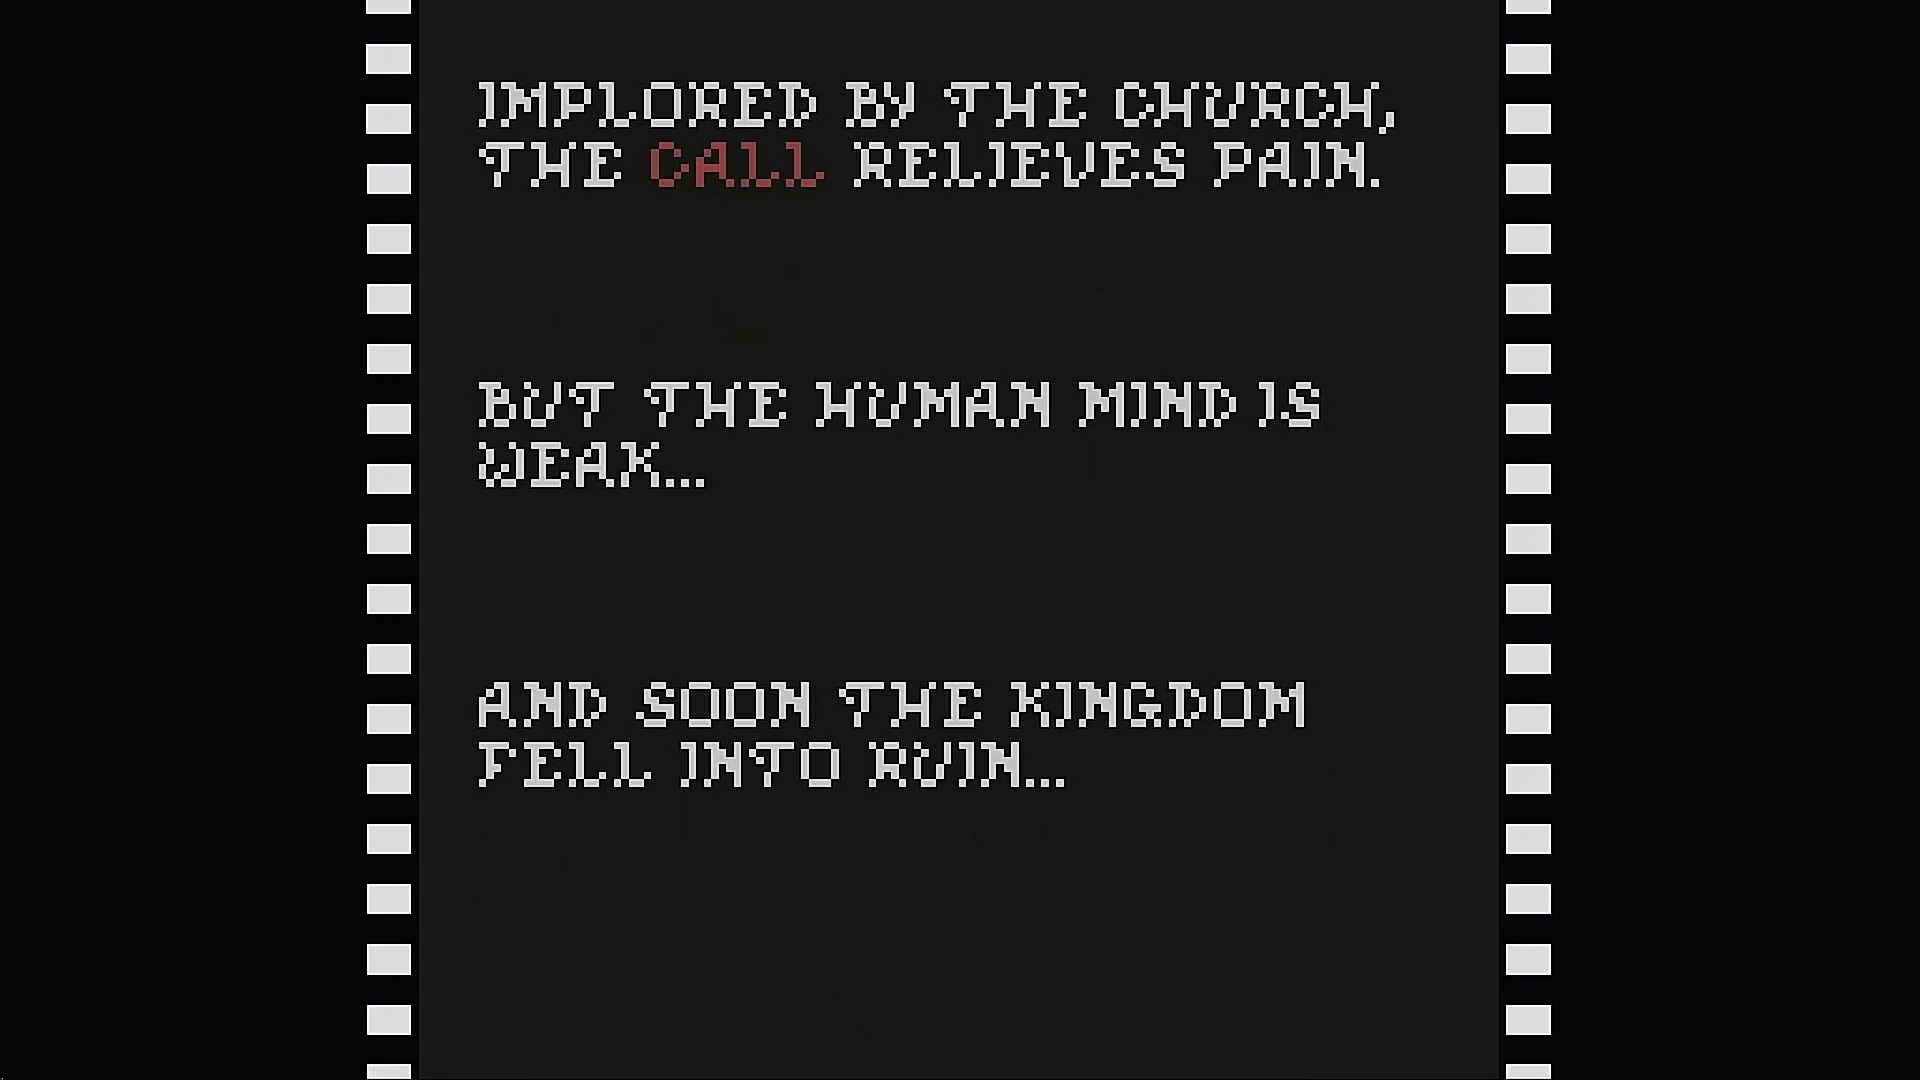 IMPLORED BY THE CHURCH,
THE CALL RELIEVES PAIN.
BUT THE HUMAN MIND IS
WEAK...
AND SOON THE KINGDOM
FELL INTO RUIN...